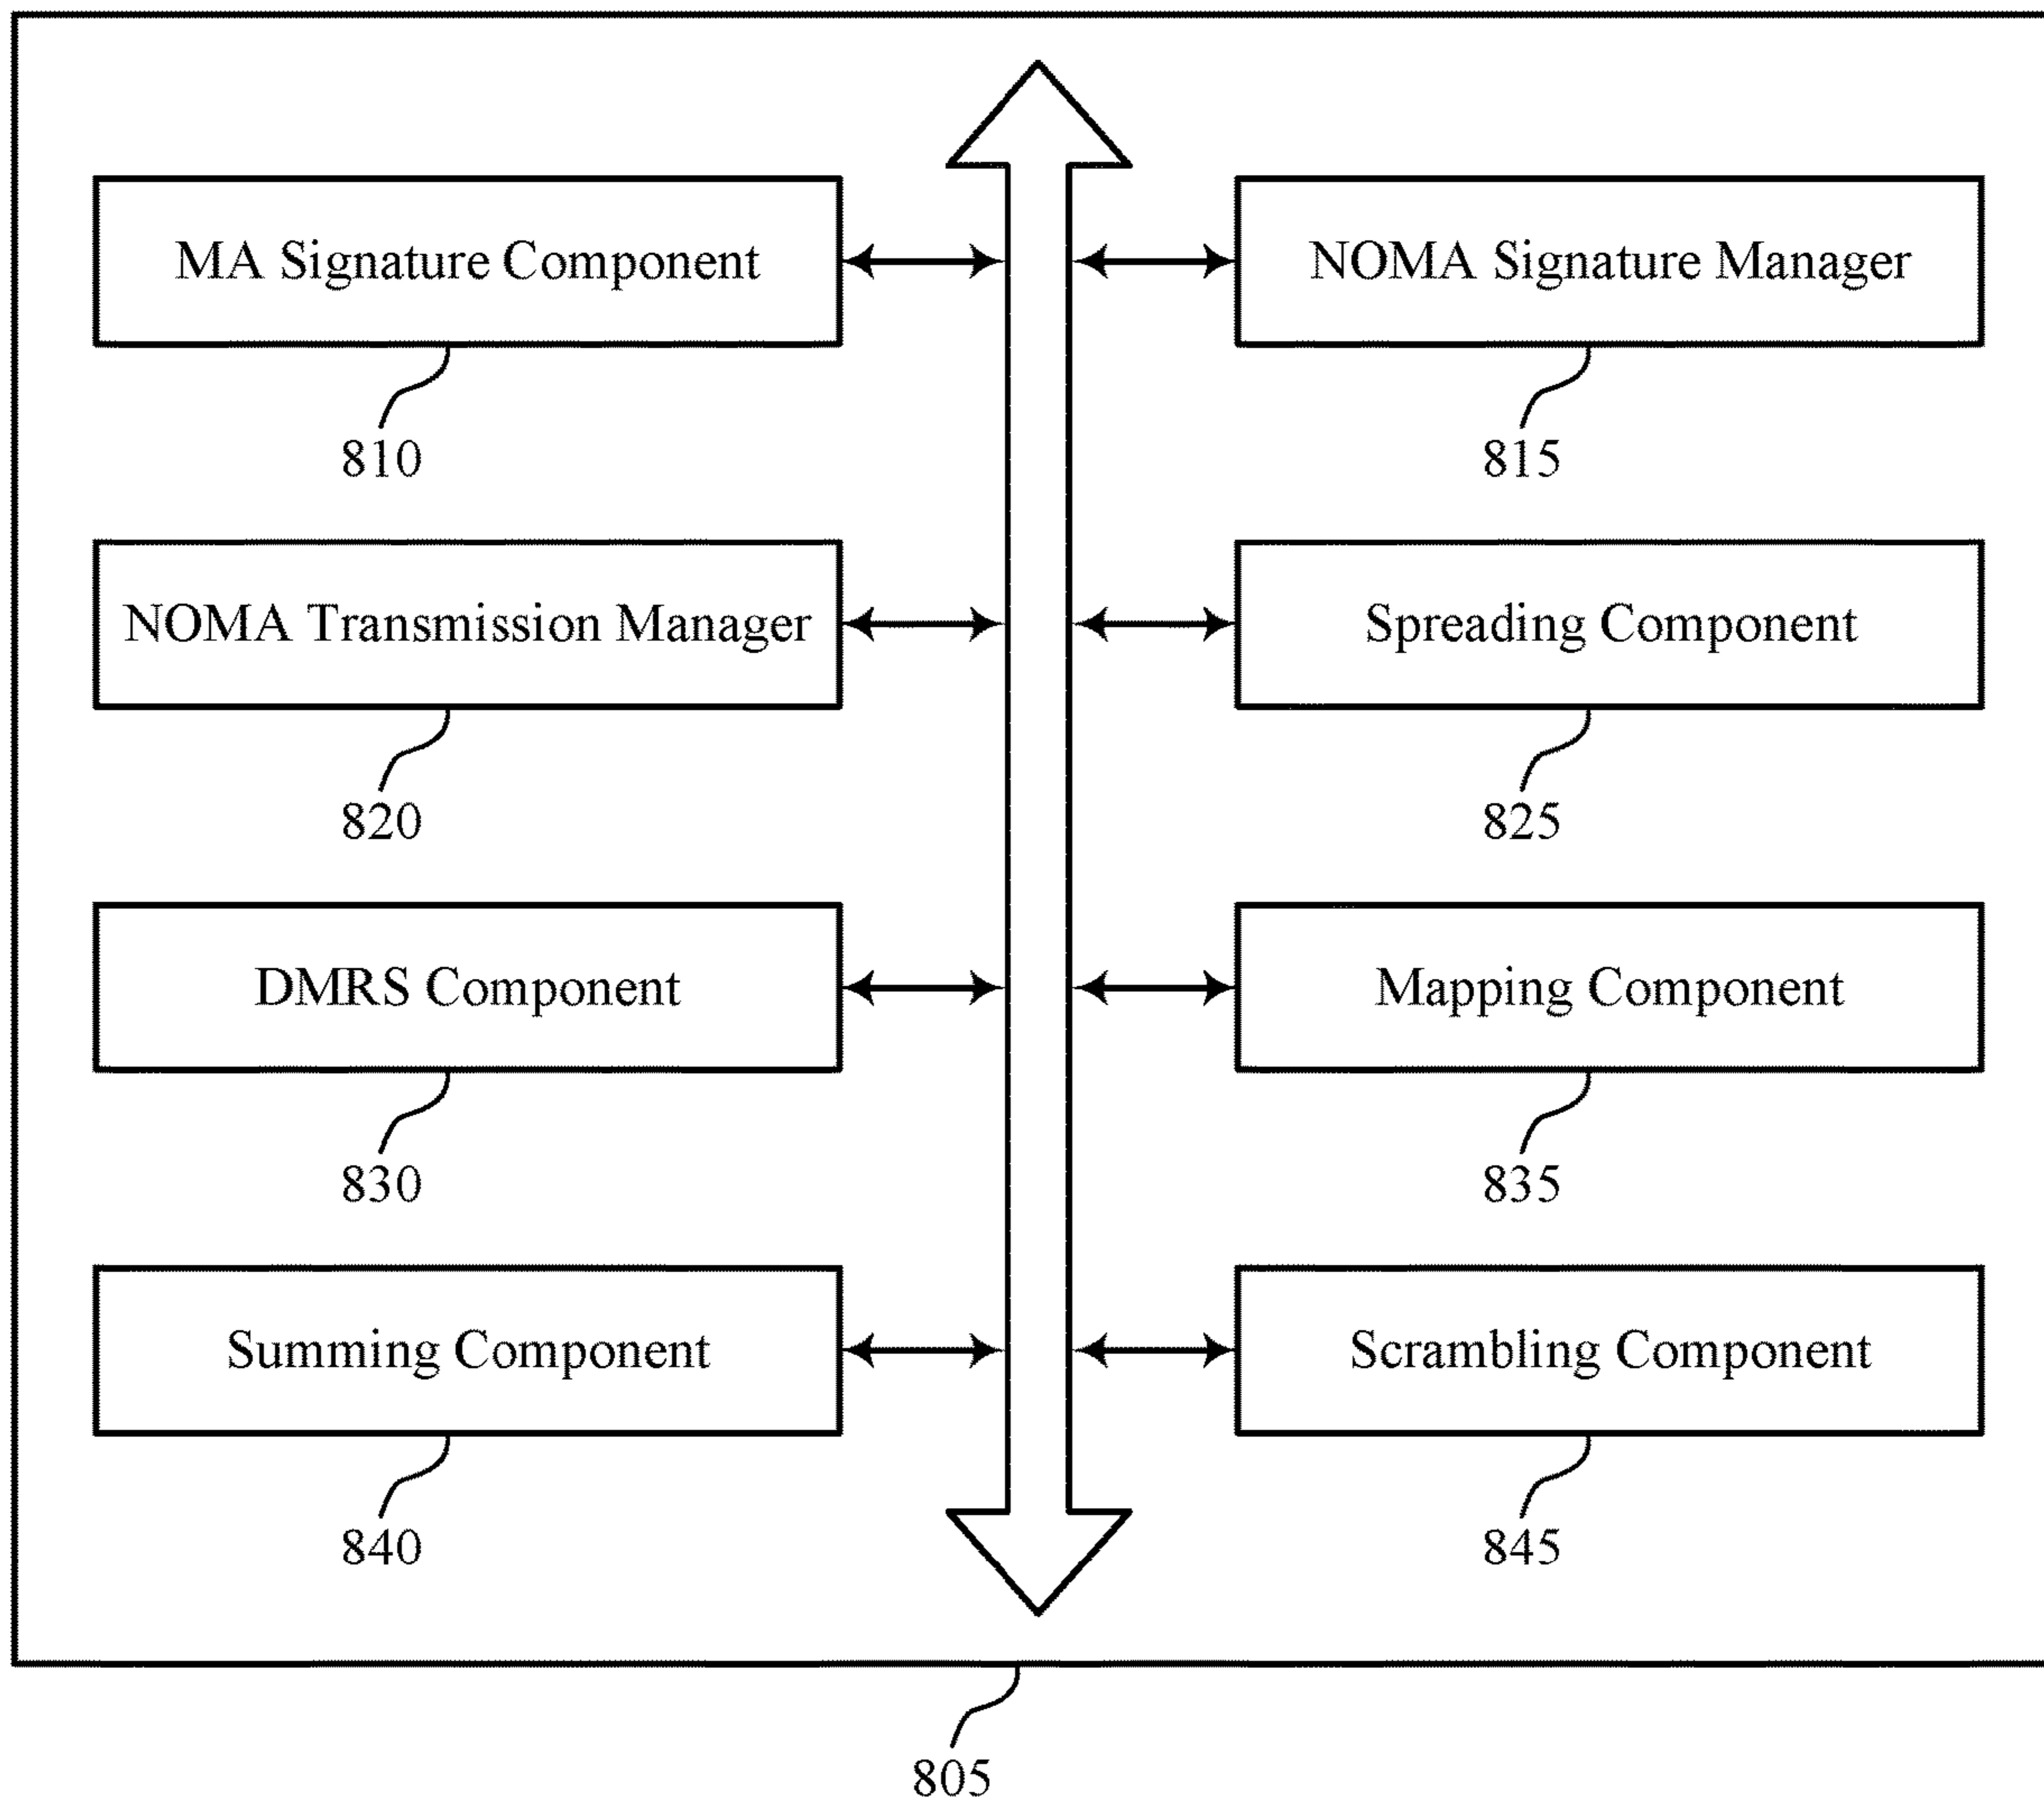 MA Signature Component
NOMA Signature Manager
810
815
NOMA Transmission Manager
Spreading Component
820
825
DMRS Component
Mapping Component
830
835
Summing Component
Scrambling Component
840
845
805